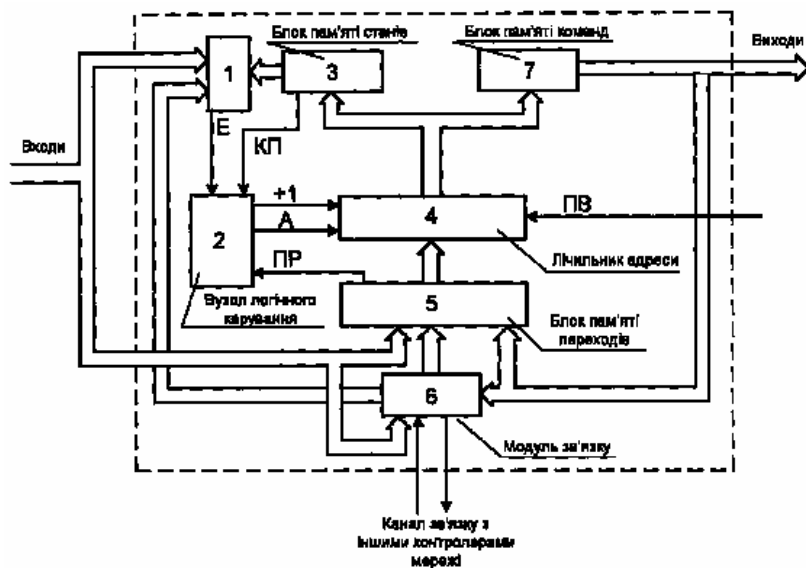 Блок пам'яті станів
Блок пам'яті команд
Виходи
1
3
7
Входи
Е
КП
+1
А
4
ПВ
2
ПР
Лічильник адреси
5
Вузол логічного
керування
Блок пам'яті
переходів
6
Модуль зв'язку
Канал зв'язку з
іншими контролерами
мережі